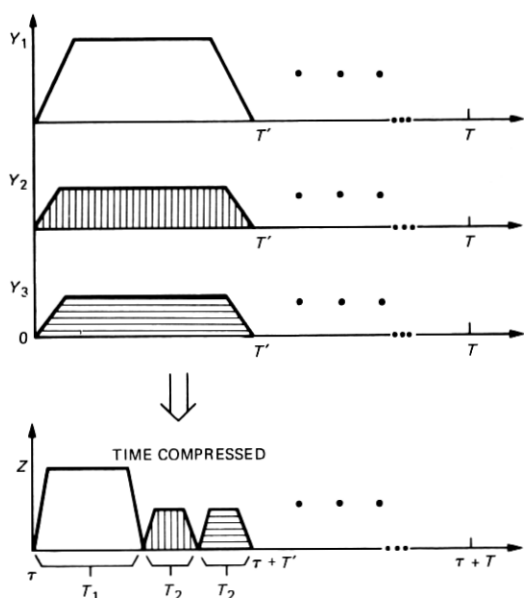 Y1
T′ T
Y2
T′ T
Y3
0
T′ T
TIME COMPRESSED
Z
τ T1 T2 T2 τ + T′ τ + T